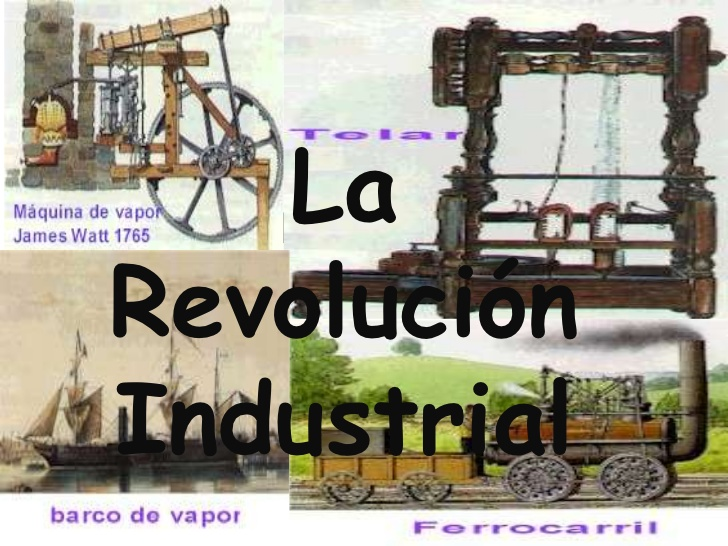 Máquina de vapor
James Watt 1765
Telar
La
Revolución
Industrial
barco de vapor
Ferrocarril